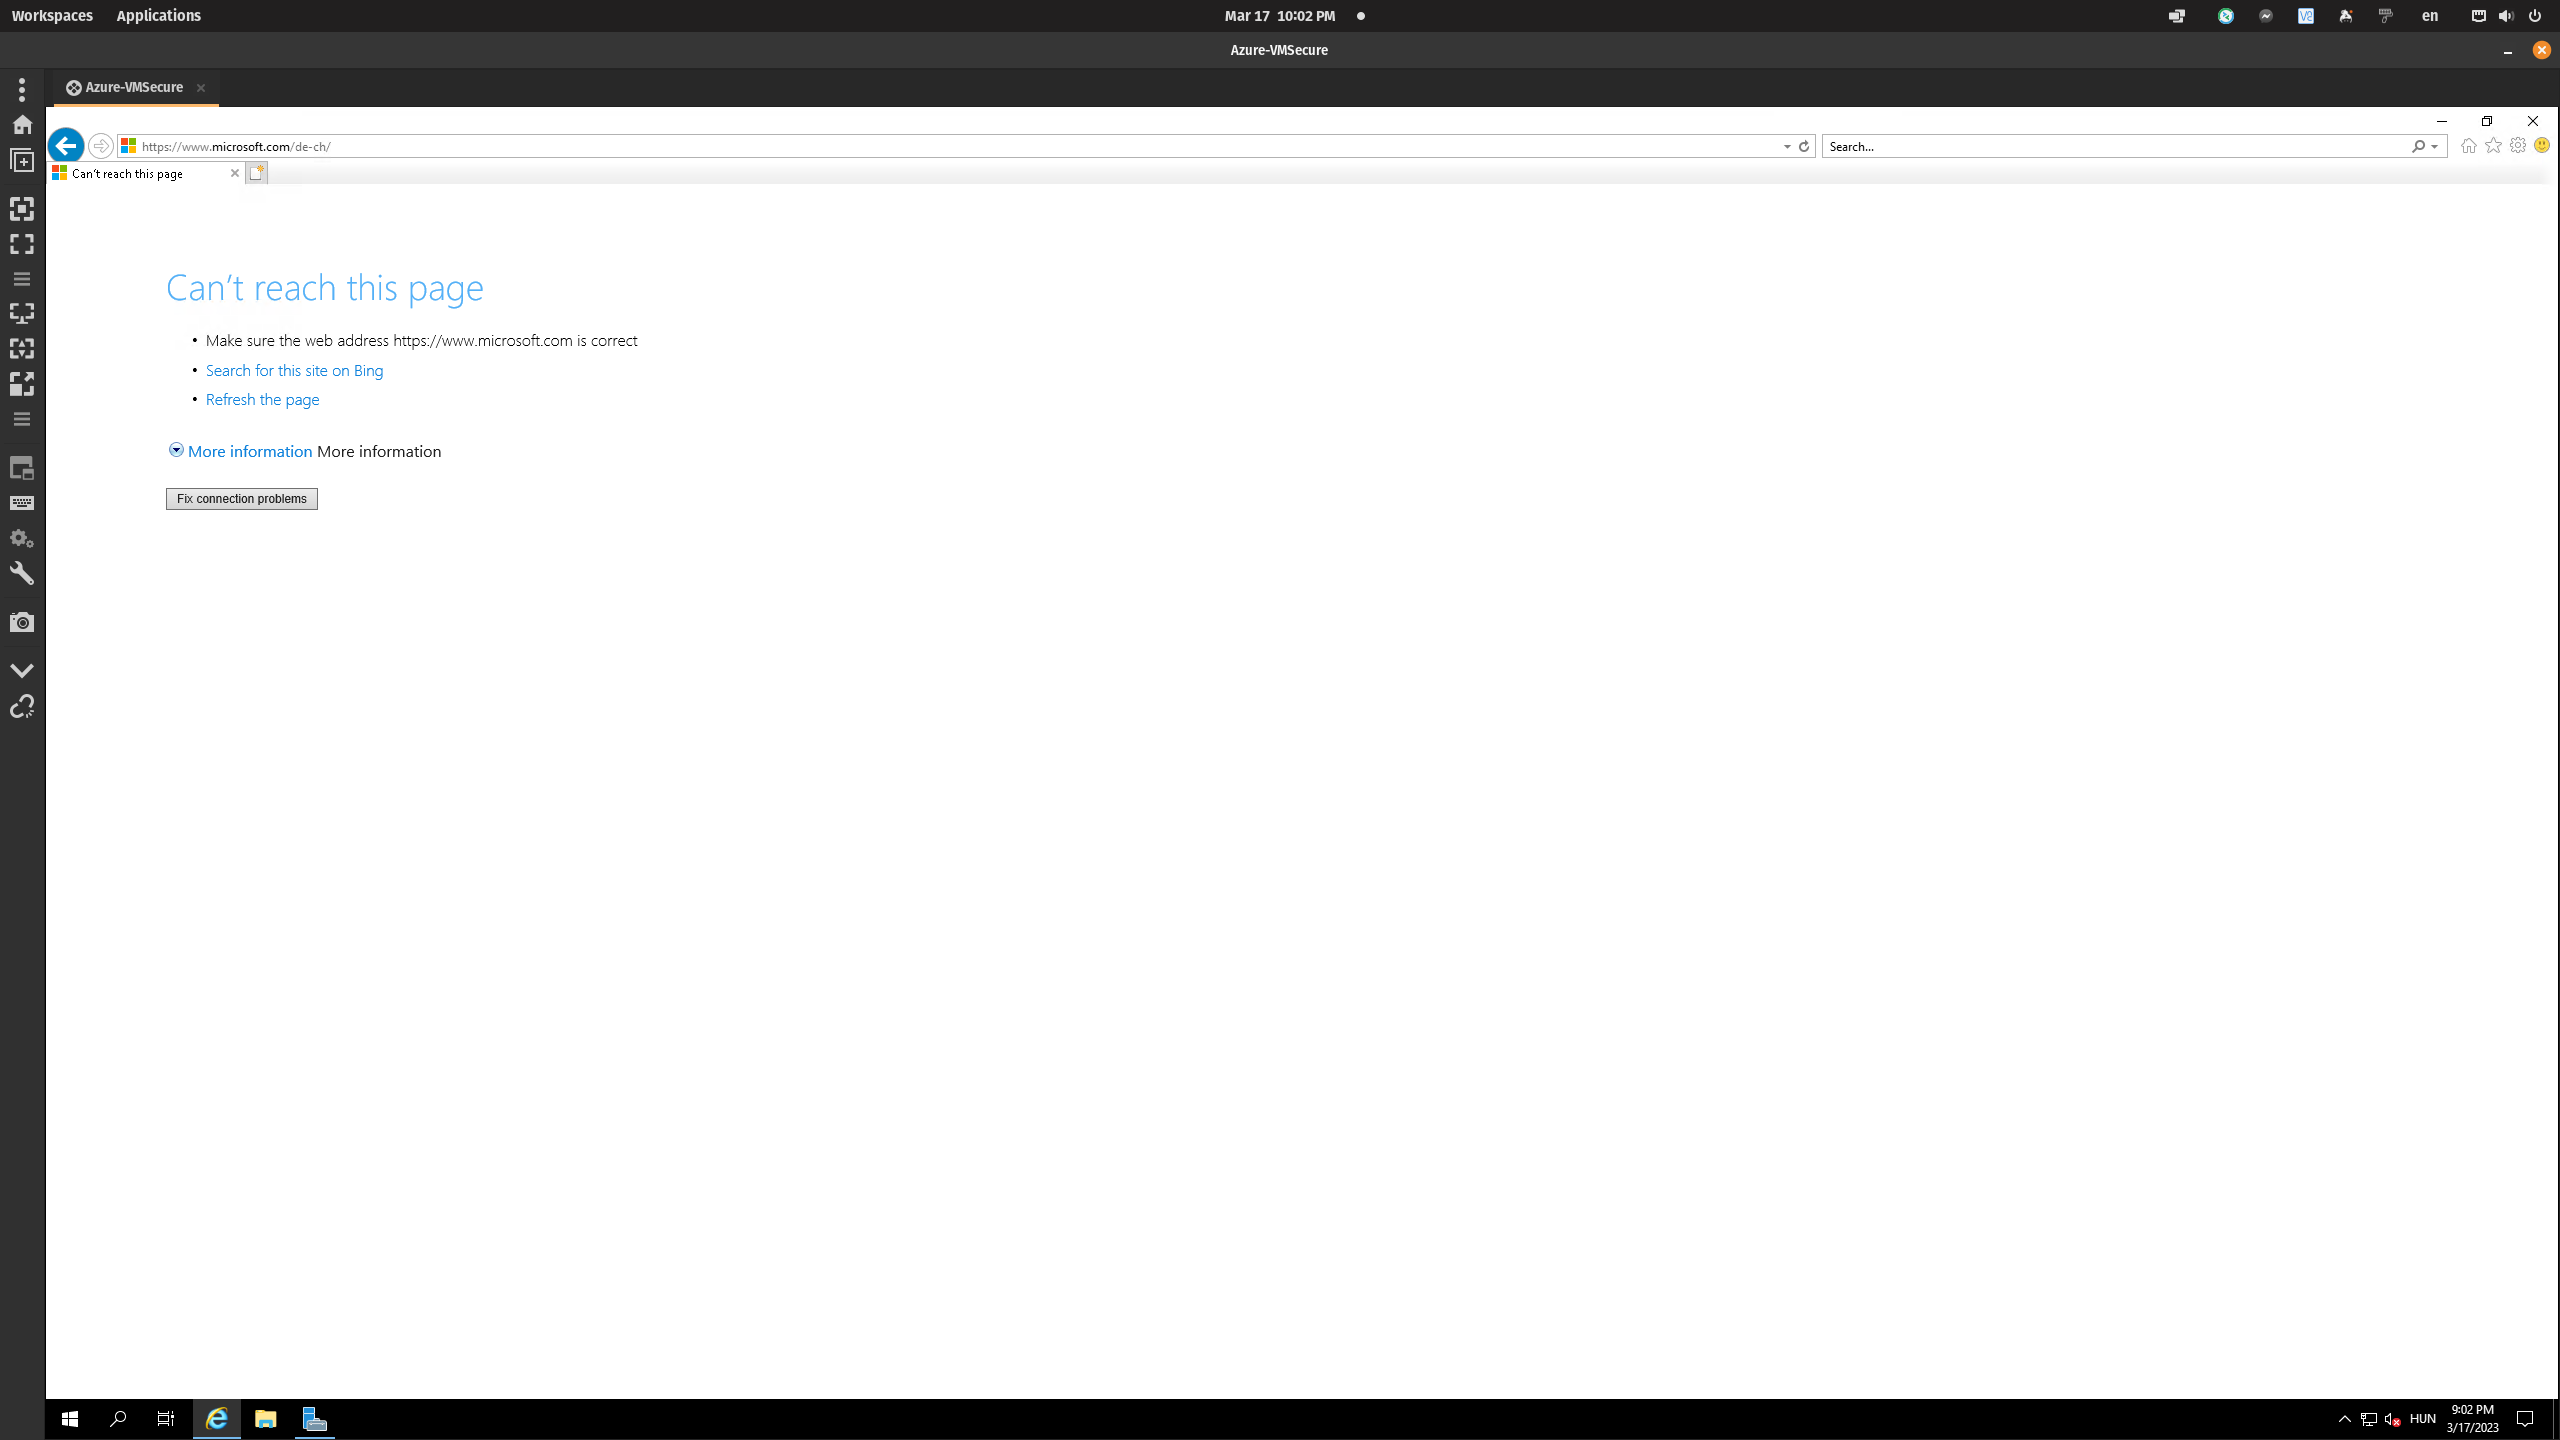 Workspaces Applications Mar 17 10:02 PM en
Azure-VMSecure
Azure-VMSecure
https://www.microsoft.com/de-ch/ Search...
Can't reach this page
Can't reach this page
• Make sure the web address https://www.microsoft.com is correct
• Search for this site on Bing
• Refresh the page
More information More information
Fix connection problems
HUN 9:02 PM
3/17/2023